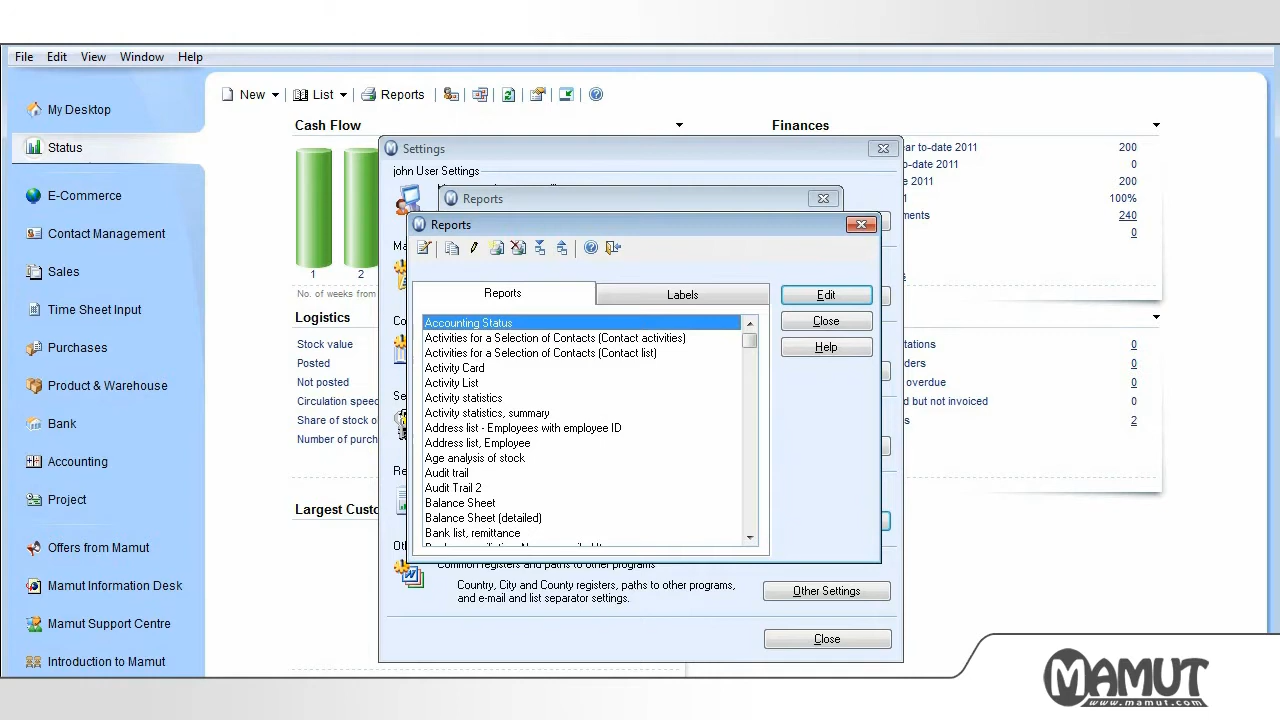 File Edit View Window Help
New List Reports
My Desktop
Status
E-Commerce
Contact Management
Sales
Time Sheet Input
Purchases
Product & Warehouse
Bank
Accounting
Project
Offers from Mamut
Mamut Information Desk
Mamut Support Centre
Introduction to Mamut
Cash Flow
1 2
No. of weeks from
Logistics
Stock value
Posted
Not posted
Circulation speed
Share of stock o
Number of purch
Largest Custo
Finances
ar to-date 2011 200
o-date 2011 0
e 2011 200
1 100%
ments 240
0
tations 0
ders 0
overdue 0
d but not invoiced 0
s 2
Settings
john User Settings
Ma
Co
Se
Re
Ot
Reports
Reports
Reports Labels
Accounting Status
Activities for a Selection of Contacts (Contact activities)
Activities for a Selection of Contacts (Contact list)
Activity Card
Activity List
Activity statistics
Activity statistics, summary
Address list - Employees with employee ID
Address list, Employee
Age analysis of stock
Audit trail
Audit Trail 2
Balance Sheet
Balance Sheet (detailed)
Bank list, remittance
Edit
Close
Help
Common registers and paths to other programs
Country, City and County registers, paths to other programs,
and e-mail and list separator settings.
Other Settings
Close
MAMUT
www.mamut.com